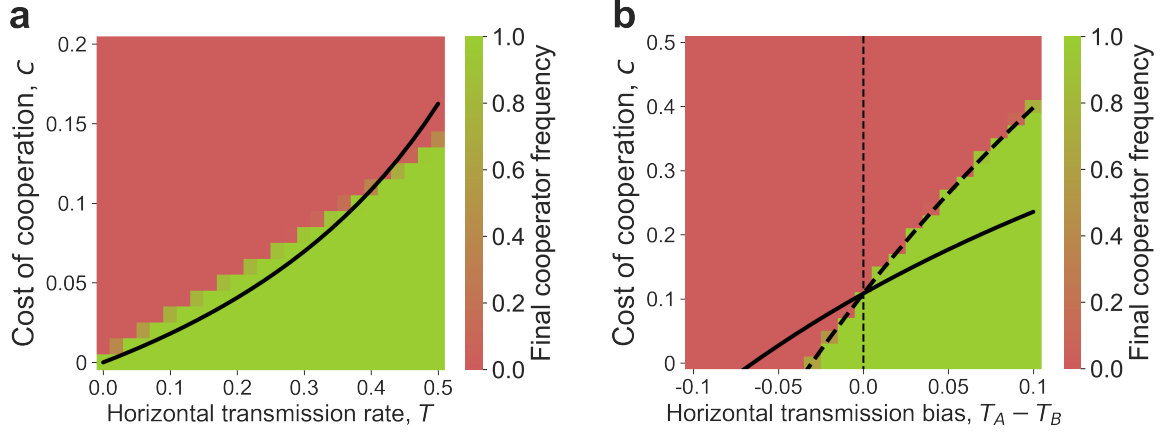 a
0.2
0.15
0.1
0.05
0
Cost of cooperation, c
0.0 0.1 0.2 0.3 0.4 0.5
Horizontal transmission rate, T
1.0
0.8
0.6
0.4
0.2
0.0
Final cooperator frequency
b
0.5
0.4
0.3
0.2
0.1
0
Cost of cooperation, c
-0.1 -0.05 0.0 0.05 0.1
Horizontal transmission bias, T_A − T_B
1.0
0.8
0.6
0.4
0.2
0.0
Final cooperator frequency